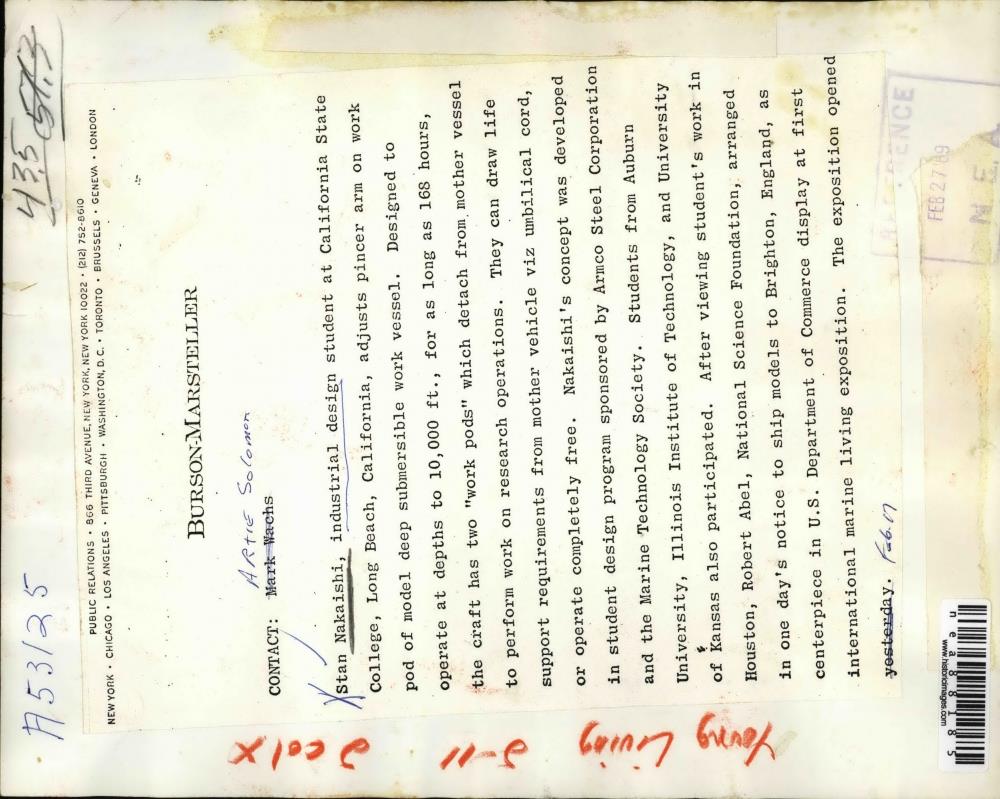 A53125
43.5 57.3
PUBLIC RELATIONS • 866 THIRD AVENUE, NEW YORK, NEW YORK 10022 • (212) 752-8610
NEW YORK • CHICAGO • LOS ANGELES • PITTSBURGH • WASHINGTON, D.C. • TORONTO • BRUSSELS • GENEVA • LONDON
BURSON-MARSTELLER
ARTIE SOLOMON
CONTACT: Mark Wachs
X Stan Nakaishi, industrial design student at California State
College, Long Beach, California, adjusts pincer arm on work
pod of model deep submersible work vessel. Designed to
operate at depths to 10,000 ft., for as long as 168 hours,
the craft has two "work pods" which detach from mother vessel
to perform work on research operations. They can draw life
support requirements from mother vehicle viz umbilical cord,
or operate completely free. Nakaishi's concept was developed
in student design program sponsored by Armco Steel Corporation
and the Marine Technology Society. Students from Auburn
University, Illinois Institute of Technology, and University
of Kansas also participated. After viewing student's work in
Houston, Robert Abel, National Science Foundation, arranged
in one day's notice to ship models to Brighton, England, as
centerpiece in U.S. Department of Commerce display at first
international marine living exposition. The exposition opened
yesterday. Feb 17
2 col X
3-11
Young Living
FEB 27 1969
N E A
nea88185
www.historicimages.com